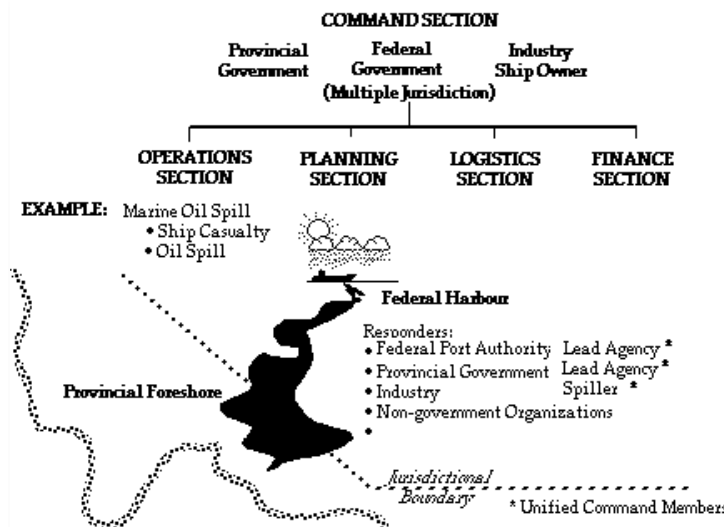 COMMAND SECTION
Provincial Government
Federal Government
(Multiple Jurisdiction)
Industry Ship Owner
OPERATIONS SECTION
PLANNING SECTION
LOGISTICS SECTION
FINANCE SECTION
EXAMPLE: Marine Oil Spill
• Ship Casualty
• Oil Spill
Federal Harbour
Responders:
• Federal Port Authority Lead Agency *
• Provincial Government Lead Agency *
• Industry Spiller *
• Non-government Organizations
•
Provincial Foreshore
Jurisdictional Boundary
* Unified Command Members